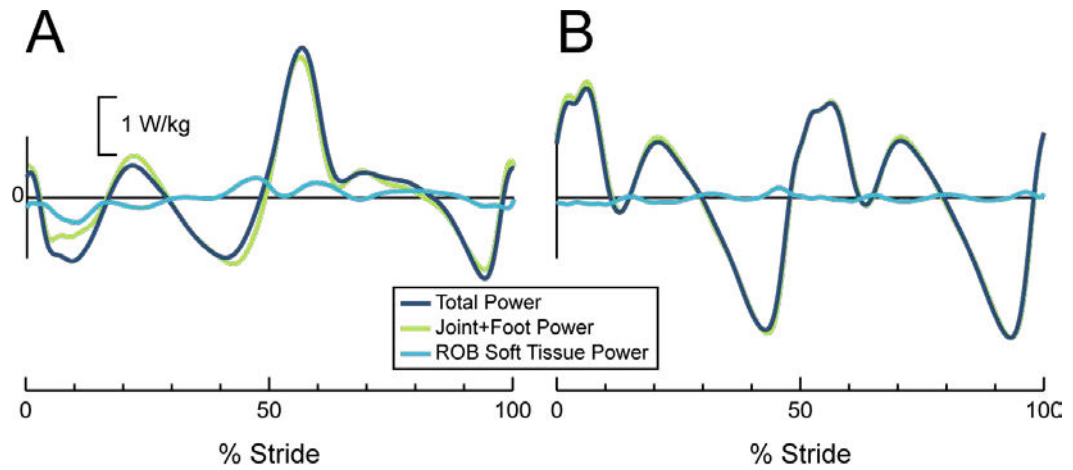 A
B
1 W/kg
0
Total Power
Joint+Foot Power
ROB Soft Tissue Power
0 50 100
0 50 100
% Stride
% Stride